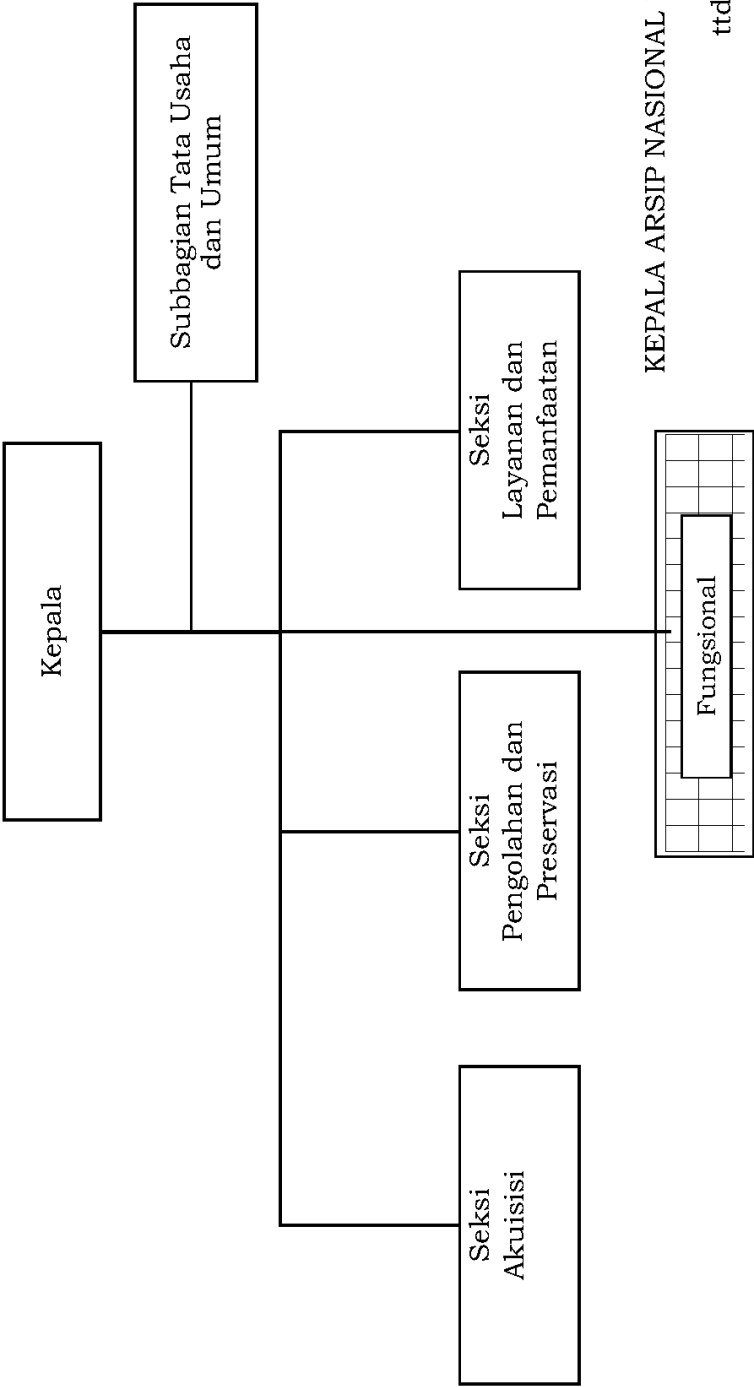 Kepala
Subbagian Tata Usaha
dan Umum
Seksi
Akuisisi
Seksi
Pengolahan dan
Preservasi
Seksi
Layanan dan
Pemanfaatan
Fungsional
KEPALA ARSIP NASIONAL
ttd